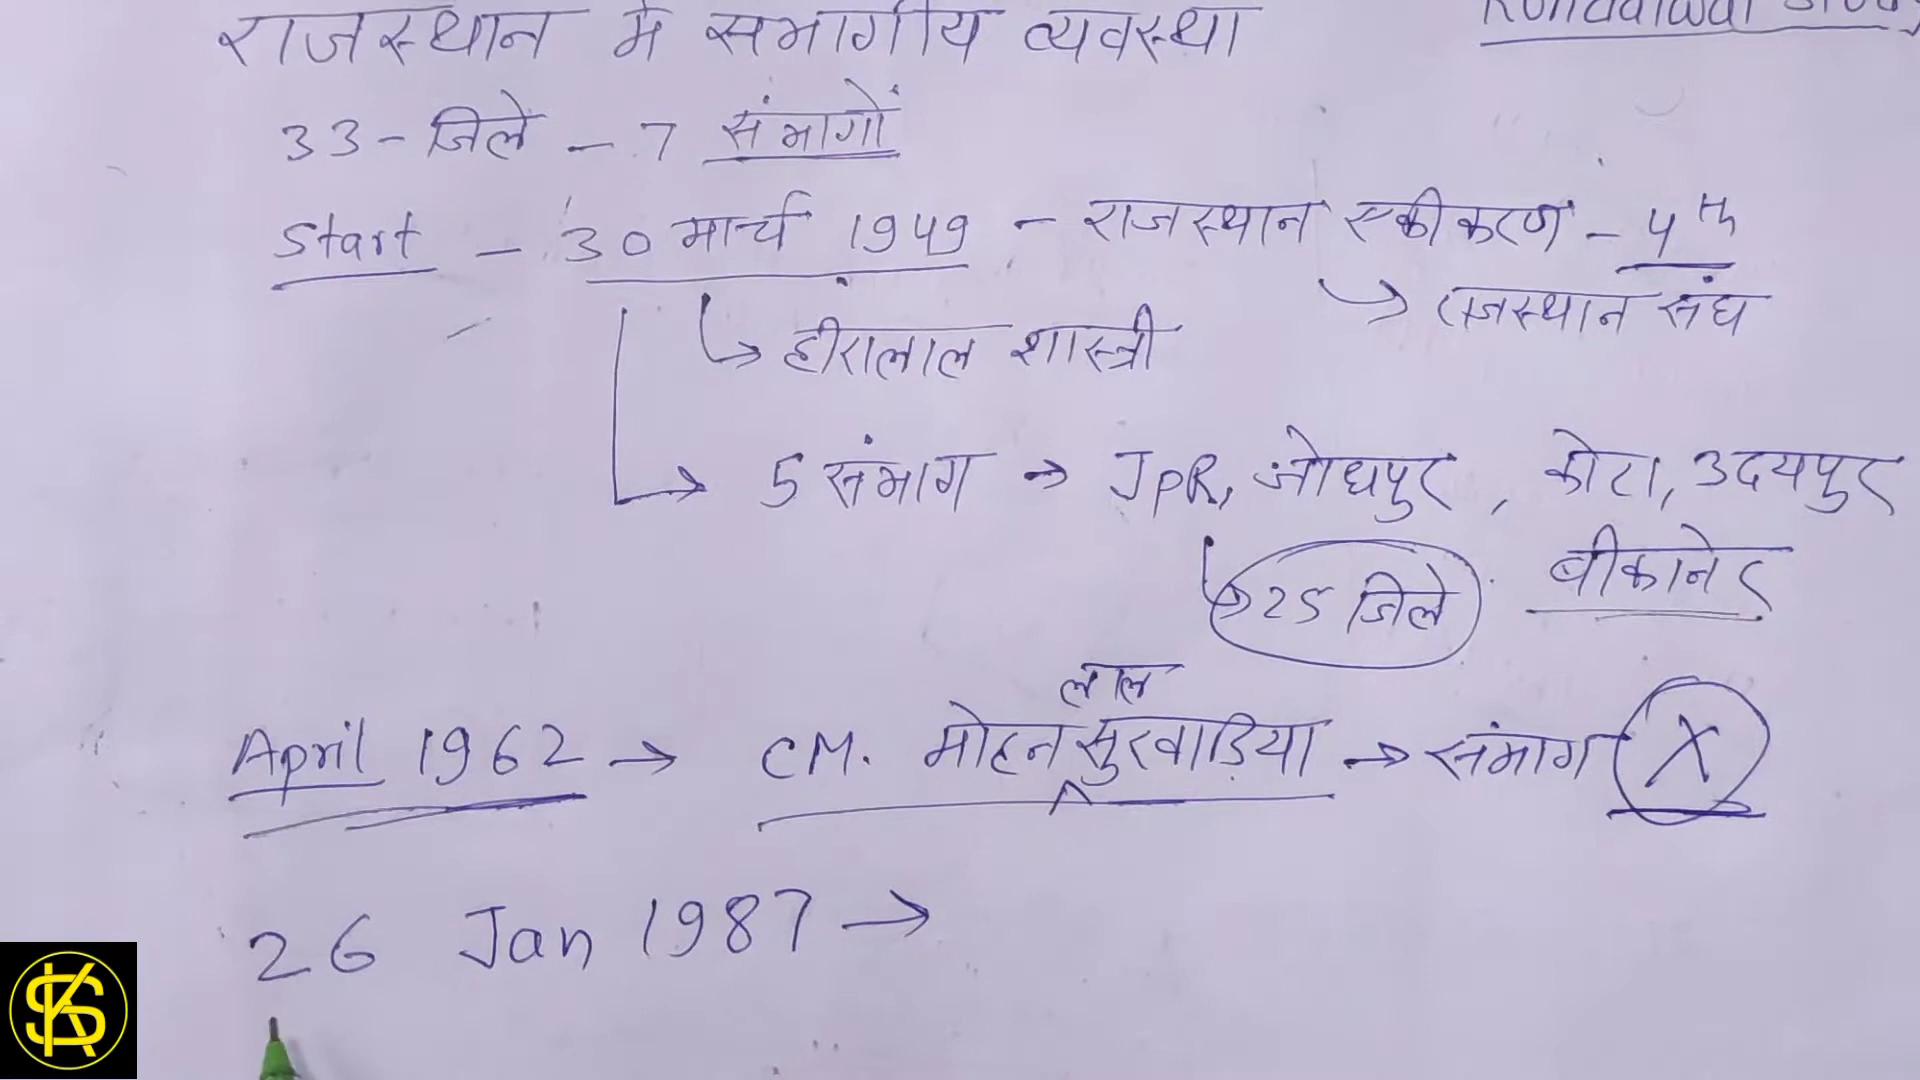 राजस्थान में संभागीय व्यवस्था
33 - जिले - 7 संभागों
Start - 30 मार्च 1949 - राजस्थान एकीकरण - 4th
↳ राजस्थान संघ
↳ हीरालाल शास्त्री
→ 5 संभाग → JPR, जोधपुर, कोटा, उदयपुर
↳ 25 जिले बीकानेर
लाल
April 1962 → CM. मोहन ^ सुखाड़िया → संभाग X
26 Jan 1987 →